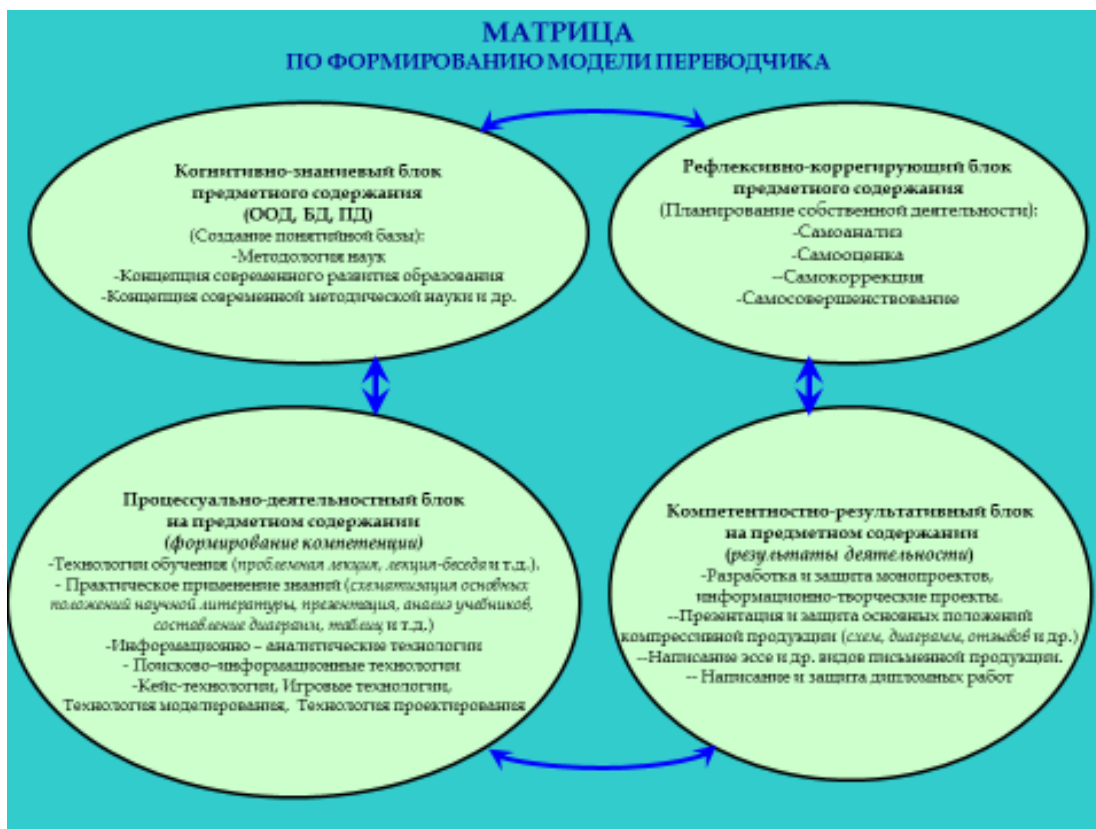 МАТРИЦА
ПО ФОРМИРОВАНИЮ МОДЕЛИ ПЕРЕВОДЧИКА
Когнитивно-знаниевый блок
предметного содержания
(ООД, БД, ПД)
(Создание понятийной базы):
-Методология наук
-Концепция современного развития образования
-Концепция современной методической науки и др.
Рефлексивно-коррегирующий блок
предметного содержания
(Планирование собственной деятельности):
-Самоанализ
-Самооценка
--Самокоррекция
-Самосовершенствование
Процессуально-деятельностный блок
на предметном содержании
(формирование компетенции)
-Технологии обучения (проблемная лекция, лекция-беседа и т.д.).
- Практическое применение знаний (схематизация основных
положений научной литературы, презентация, анализ учебников,
составление диаграмм, таблиц и т.д.)
-Информационно – аналитические технологии
- Поисково-информационные технологии
-Кейс-технологии, Игровые технологии,
Технология моделирования, Технология проектирования
Компетентностно-результативный блок
на предметном содержании
(результаты деятельности)
-Разработка и защита монопроектов,
информационно-творческие проекты.
--Презентация и защита основных положений
компрессивной продукции (схем, диаграмм, отзывов и др.)
--Написание эссе и др. видов письменной продукции.
-- Написание и защита дипломных работ